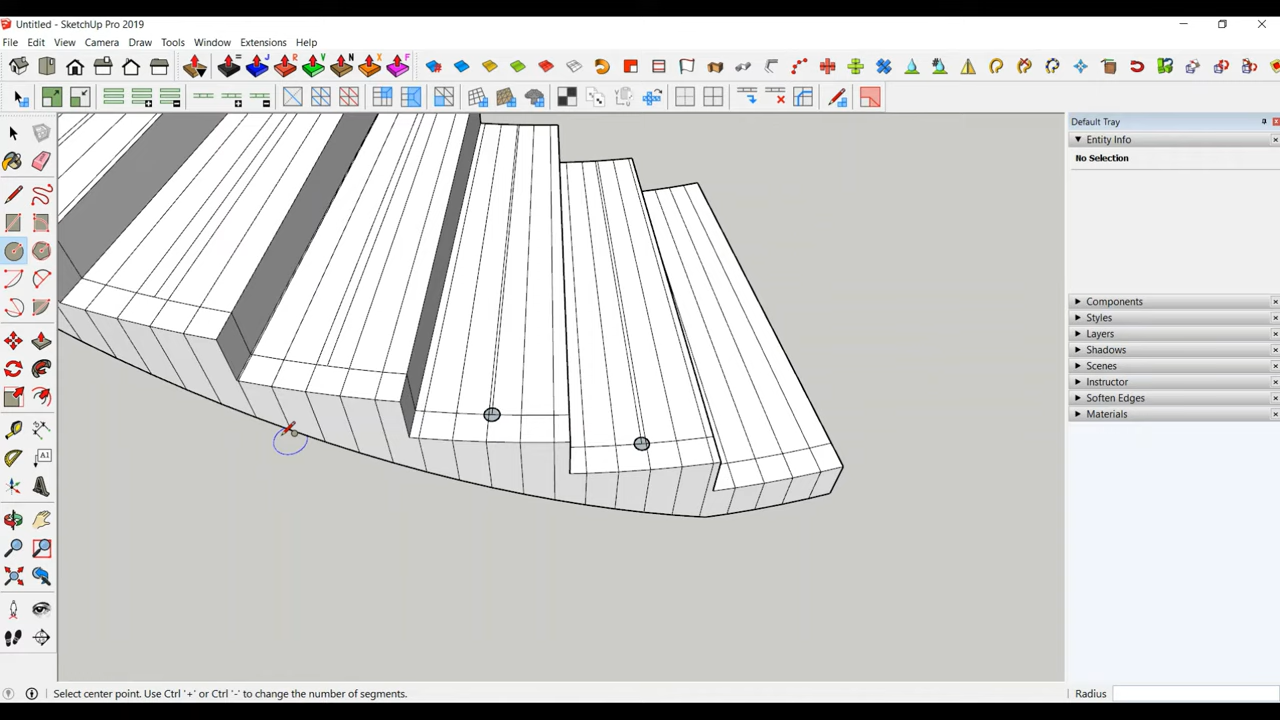 Untitled - SketchUp Pro 2019
File Edit View Camera Draw Tools Window Extensions Help
Default Tray
Entity Info
No Selection
Components
Styles
Layers
Shadows
Scenes
Instructor
Soften Edges
Materials
Select center point. Use Ctrl '+' or Ctrl '-' to change the number of segments.
Radius